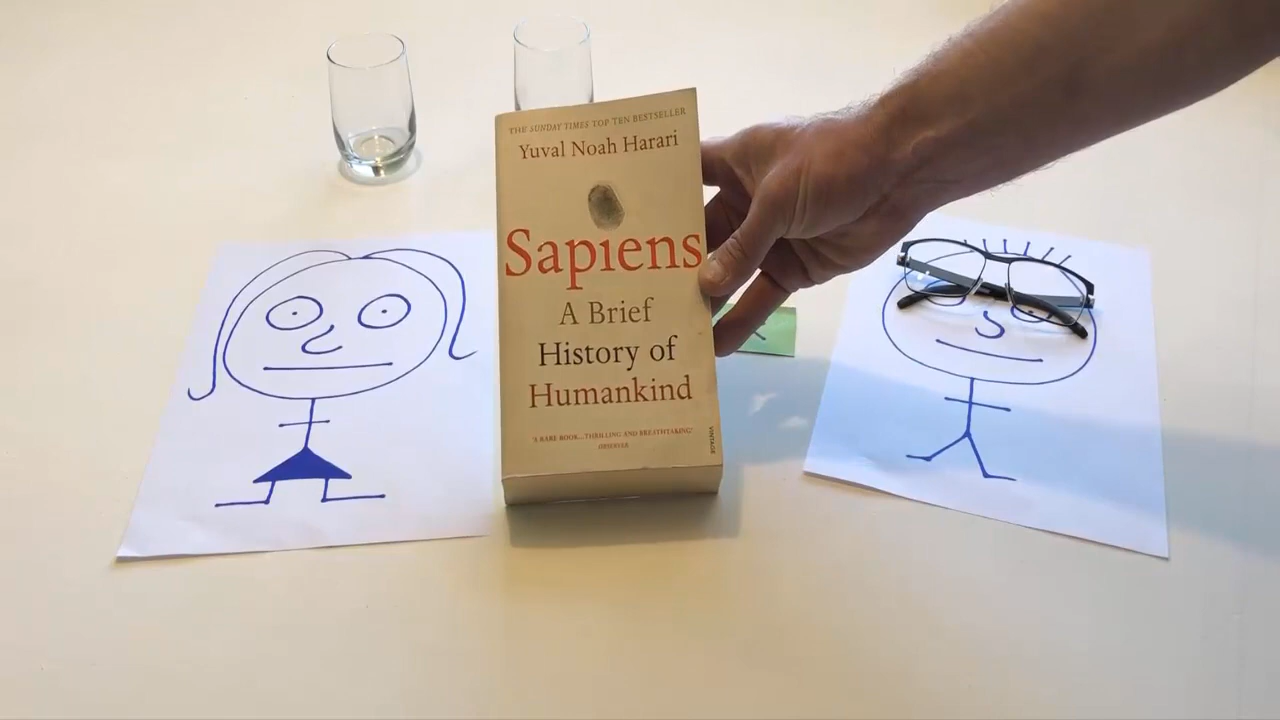 THE SUNDAY TIMES TOP TEN BESTSELLER
Yuval Noah Harari
Sapiens
A Brief
History of
Humankind
'A RARE BOOK...THRILLING AND BREATHTAKING'
OBSERVER
VINTAGE